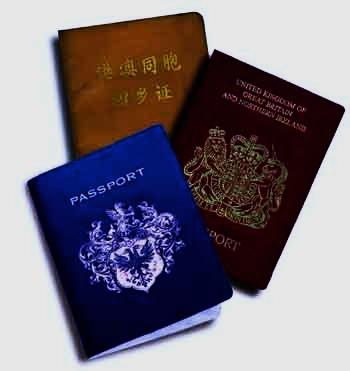 港澳同胞
回乡证
UNITED KINGDOM OF
GREAT BRITAIN
AND NORTHERN IRELAND
PASSPORT